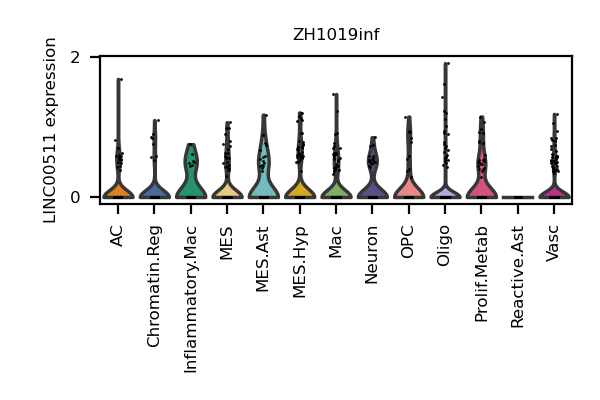 ZH1019inf
LINC00511 expression
2
0
AC
Chromatin.Reg
Inflammatory.Mac
MES
MES.Ast
MES.Hyp
Mac
Neuron
OPC
Oligo
Prolif.Metab
Reactive.Ast
Vasc